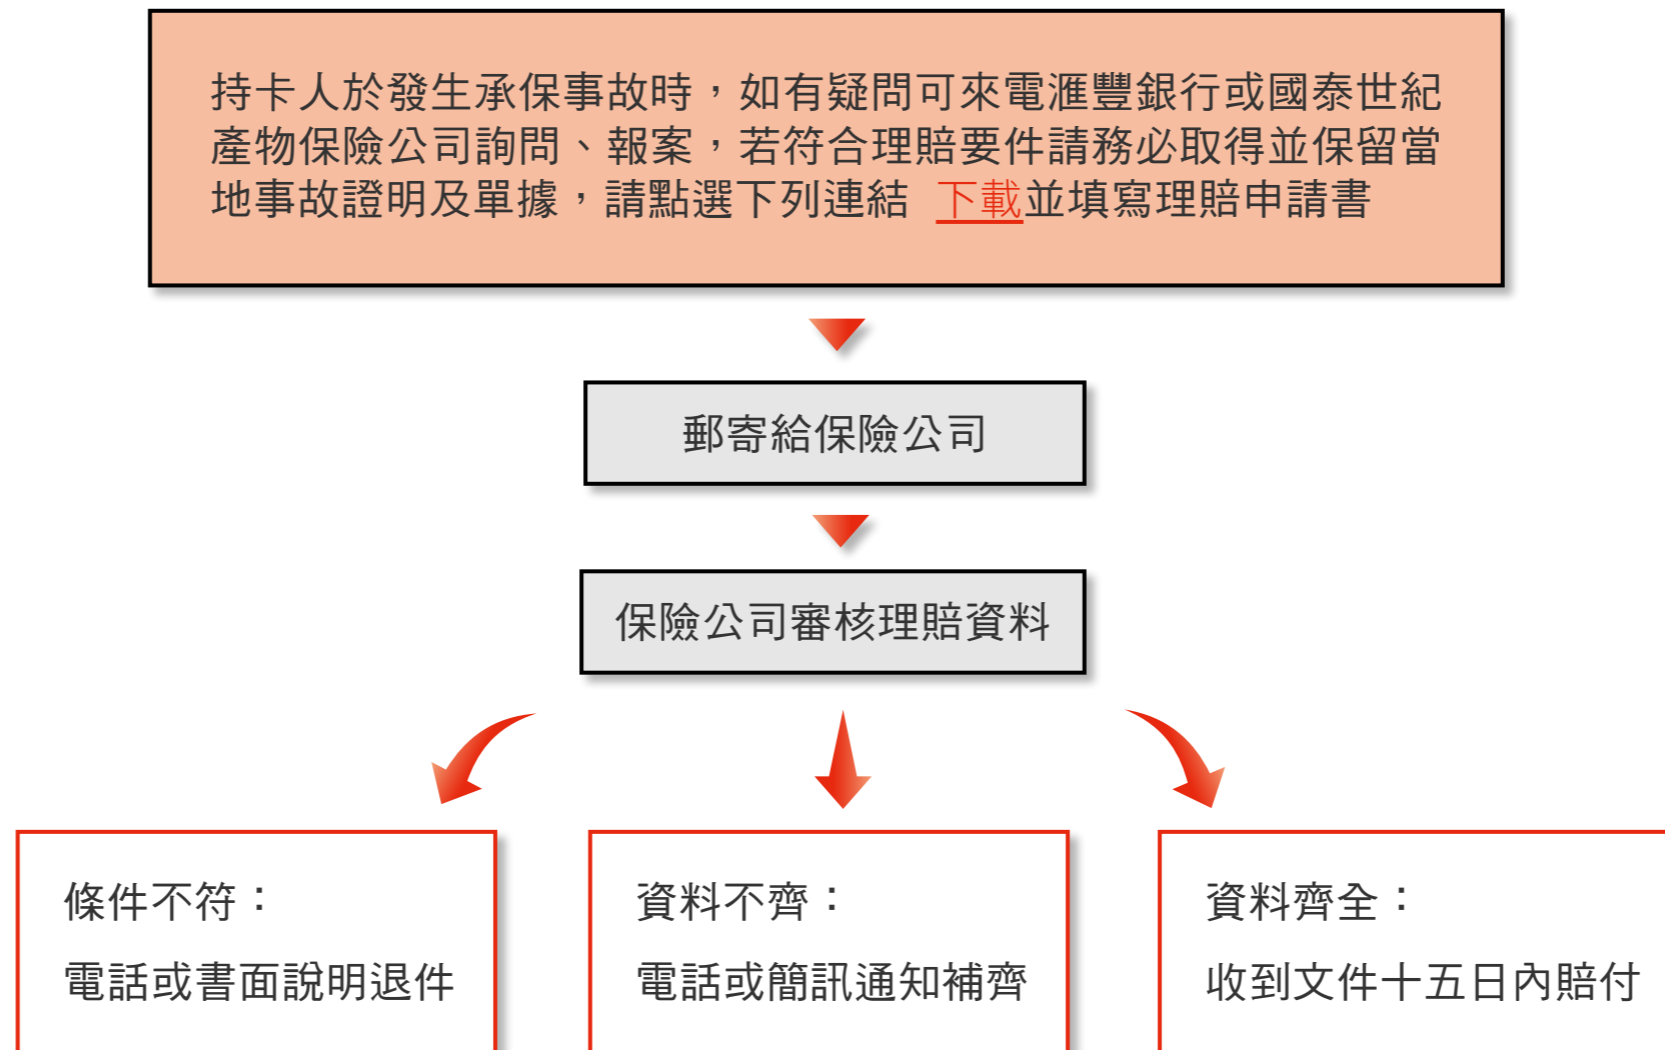 持卡人於發生承保事故時，如有疑問可來電滙豐銀行或國泰世紀
產物保險公司詢問、報案，若符合理賠要件請務必取得並保留當
地事故證明及單據，請點選下列連結 下載並填寫理賠申請書
郵寄給保險公司
保險公司審核理賠資料
條件不符：
電話或書面說明退件
資料不齊：
電話或簡訊通知補齊
資料齊全：
收到文件十五日內賠付